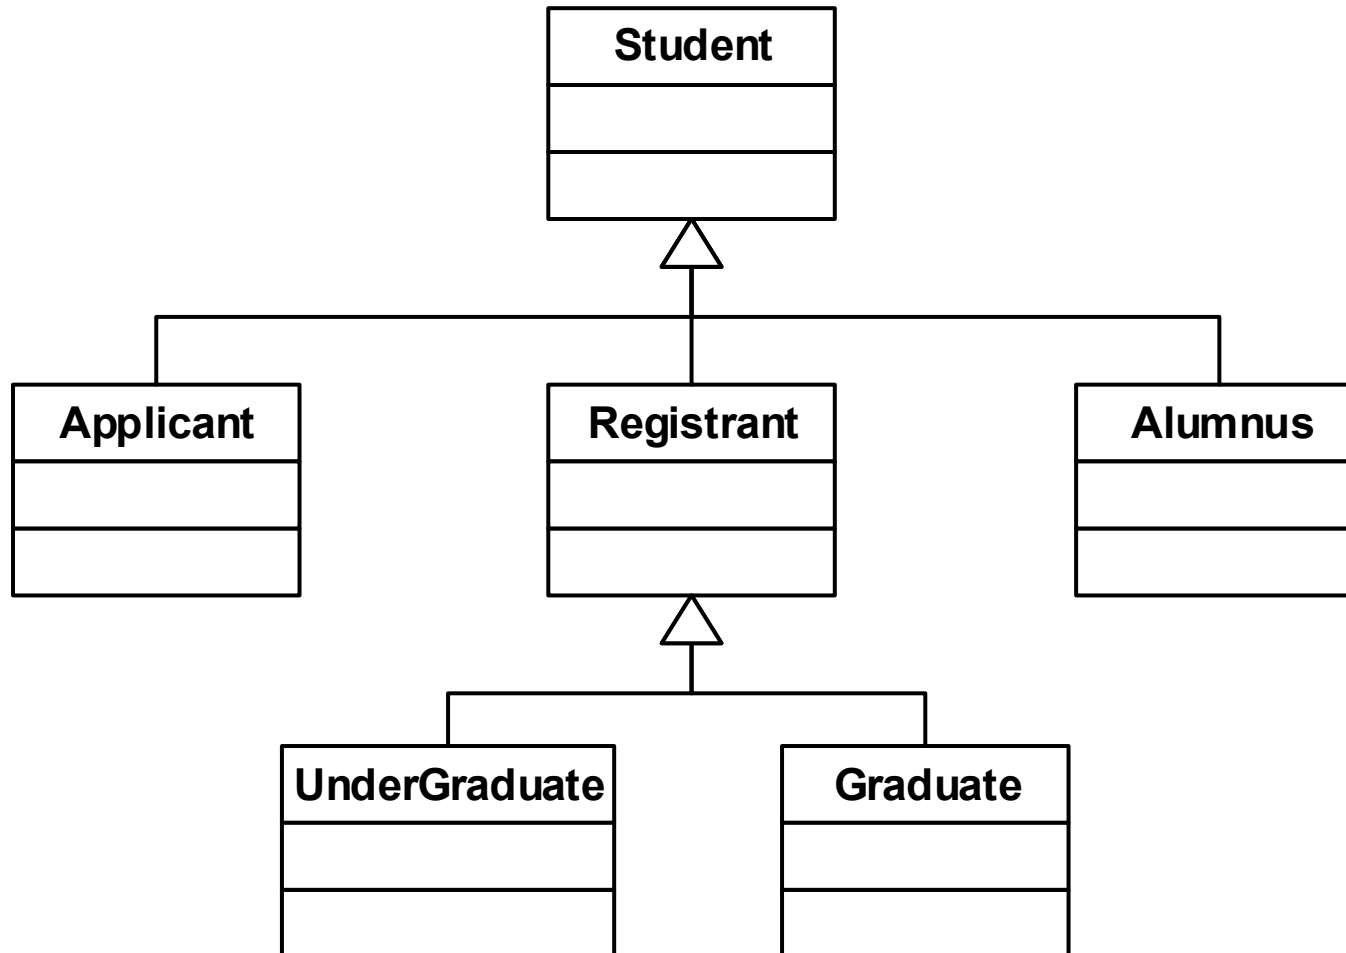 Student
Applicant
Registrant
Alumnus
UnderGraduate
Graduate